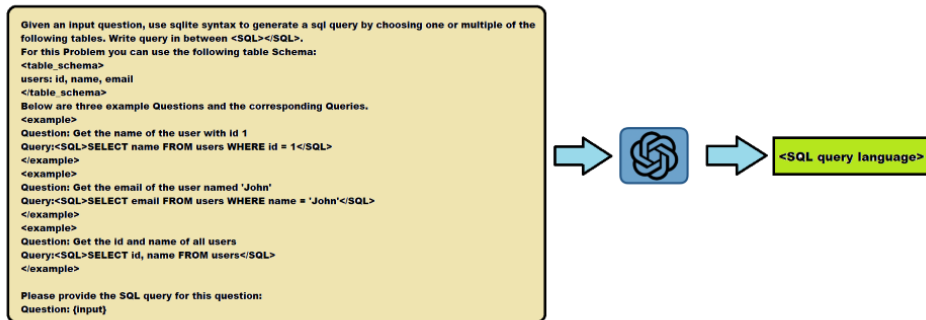 Given an input question, use sqlite syntax to generate a sql query by choosing one or multiple of the
following tables. Write query in between <SQL></SQL>.
For this Problem you can use the following table Schema:
<table_schema>
users: id, name, email
</table_schema>
Below are three example Questions and the corresponding Queries.
<example>
Question: Get the name of the user with id 1
Query:<SQL>SELECT name FROM users WHERE id = 1</SQL>
</example>
<example>
Question: Get the email of the user named 'John'
Query:<SQL>SELECT email FROM users WHERE name = 'John'</SQL>
</example>
<example>
Question: Get the id and name of all users
Query:<SQL>SELECT id, name FROM users</SQL>
</example>
Please provide the SQL query for this question:
Question: {input}
<SQL query language>